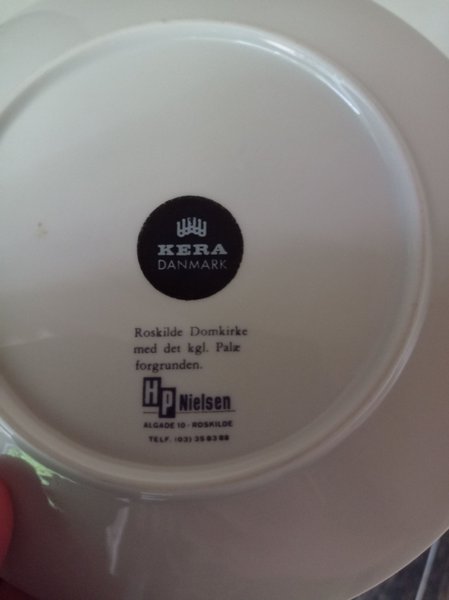 KERA
DANMARK
Roskilde Domkirke
med det kgl. Palæ
forgrunden.
HP Nielsen
ALGADE 10 - ROSKILDE
TELF. (03) 35 83 88